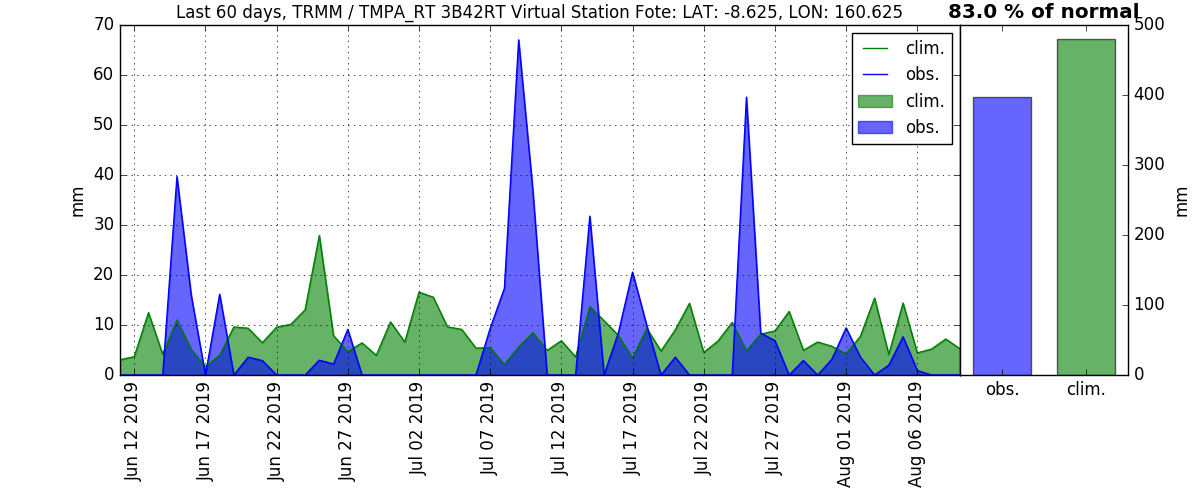 Last 60 days, TRMM / TMPA_RT 3B42RT Virtual Station Fote: LAT: -8.625, LON: 160.625
83.0 % of normal
70
60
50
40
30
20
10
0
mm
clim.
obs.
clim.
obs.
500
400
300
200
100
0
mm
Jun 12 2019
Jun 17 2019
Jun 22 2019
Jun 27 2019
Jul 02 2019
Jul 07 2019
Jul 12 2019
Jul 17 2019
Jul 22 2019
Jul 27 2019
Aug 01 2019
Aug 06 2019
obs.
clim.